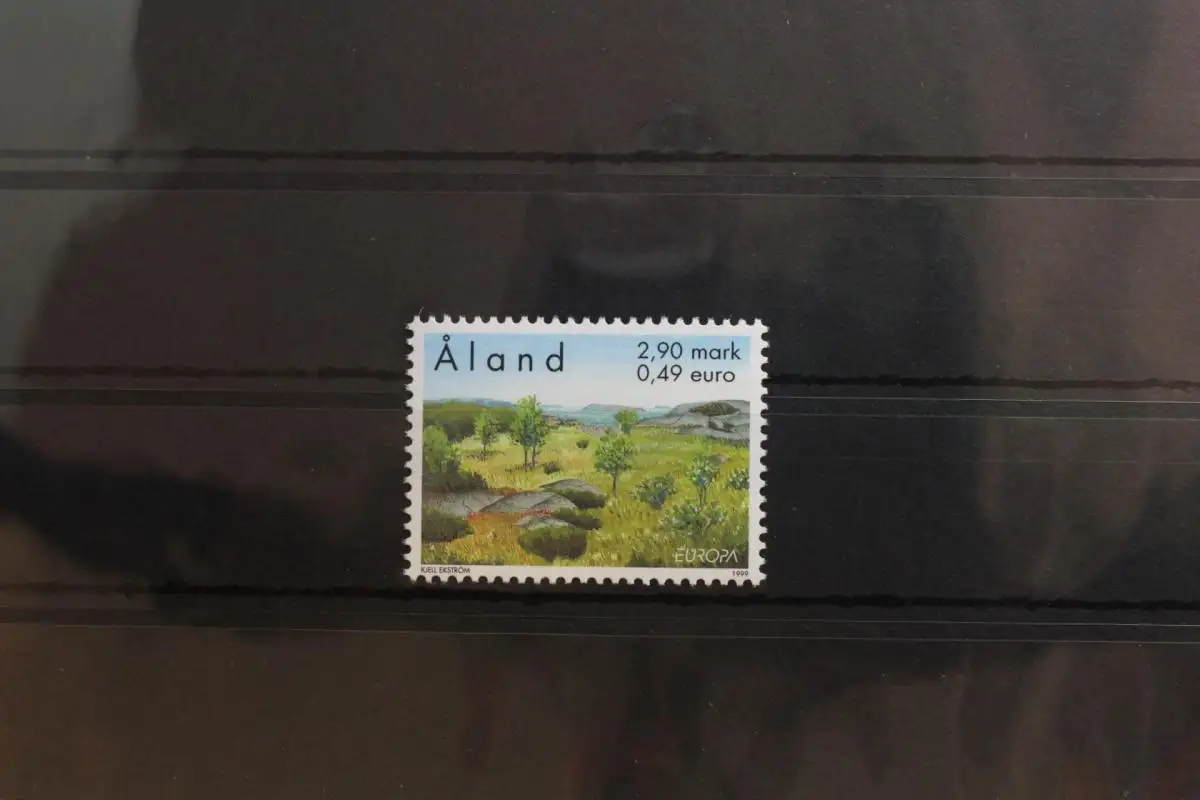 Åland
2,90 mark
0,49 euro
EUROPA
KJELL EKSTRÖM
1999